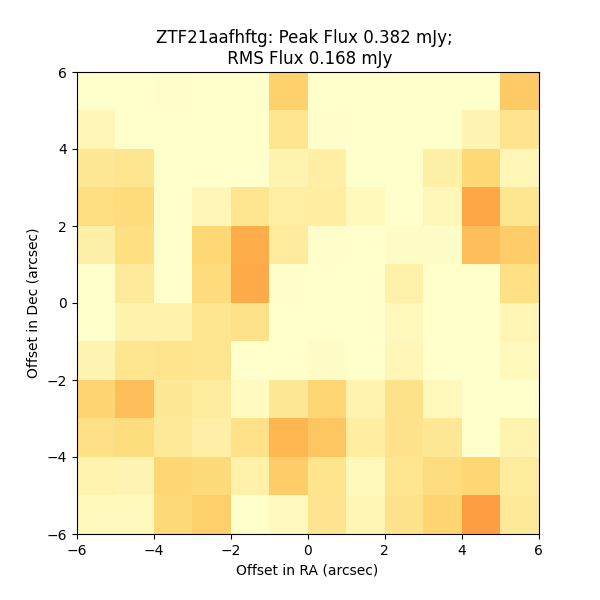 ZTF21aafhftg: Peak Flux 0.382 mJy;
RMS Flux 0.168 mJy
6
4
2
0
−2
−4
−6
Offset in Dec (arcsec)
−6 −4 −2 0 2 4 6
Offset in RA (arcsec)